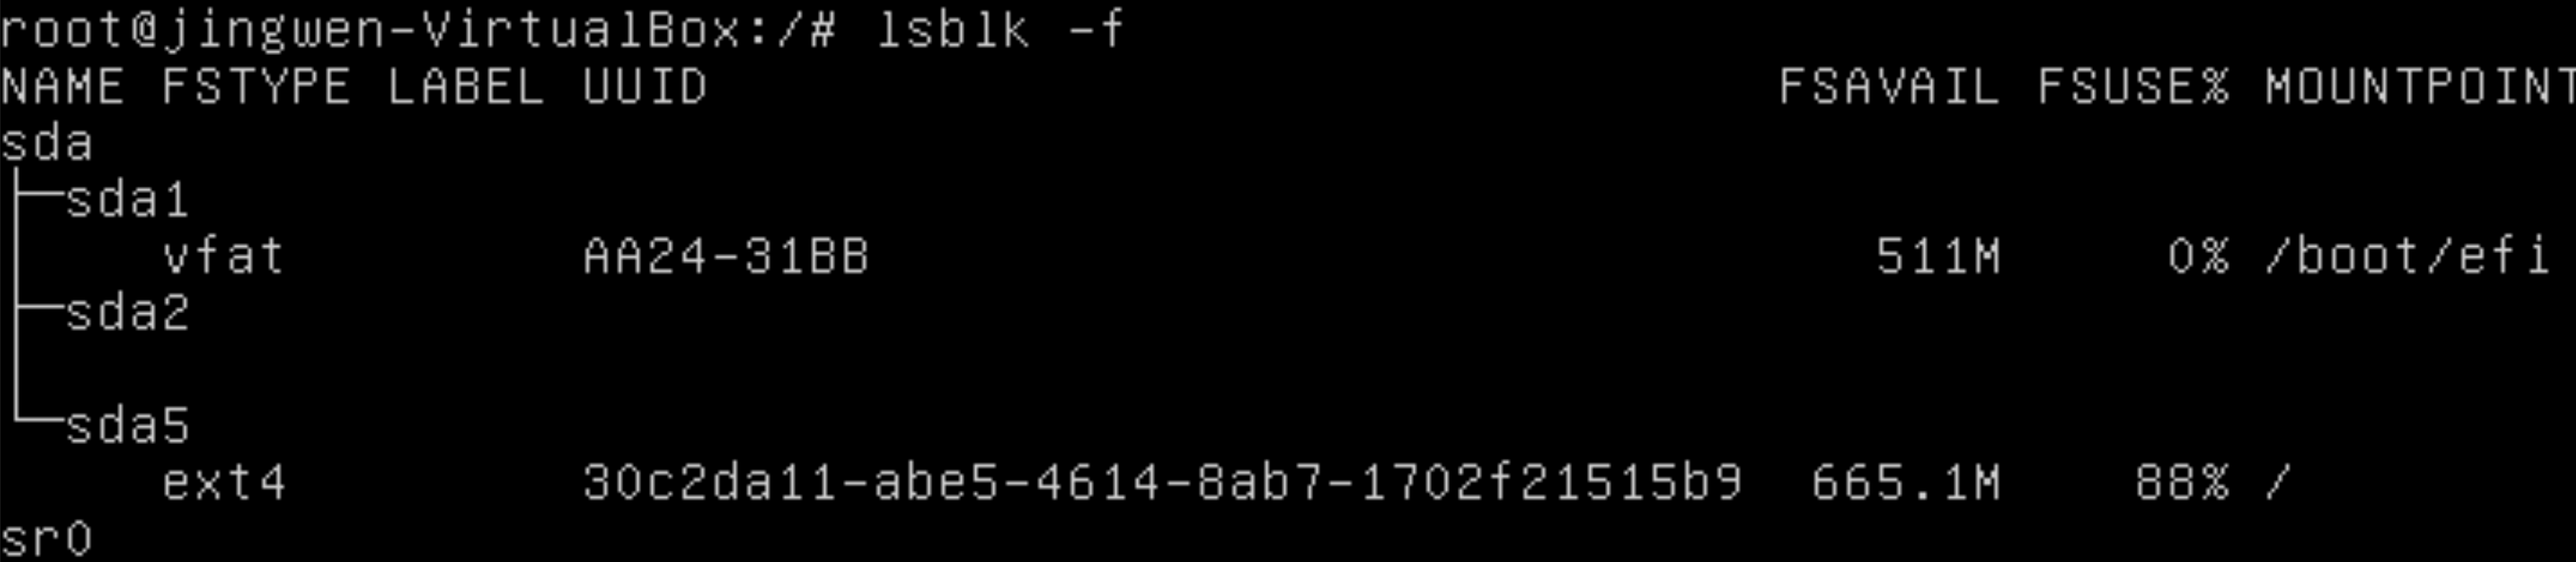 root@jingwen-VirtualBox:/# lsblk -f
NAME FSTYPE LABEL UUID                                 FSAVAIL FSUSE% MOUNTPOINT
sda
├─sda1
     vfat         AA24-31BB                               511M     0% /boot/efi
├─sda2

└─sda5
     ext4         30c2da11-abe5-4614-8ab7-1702f21515b9  665.1M    88% /
sr0